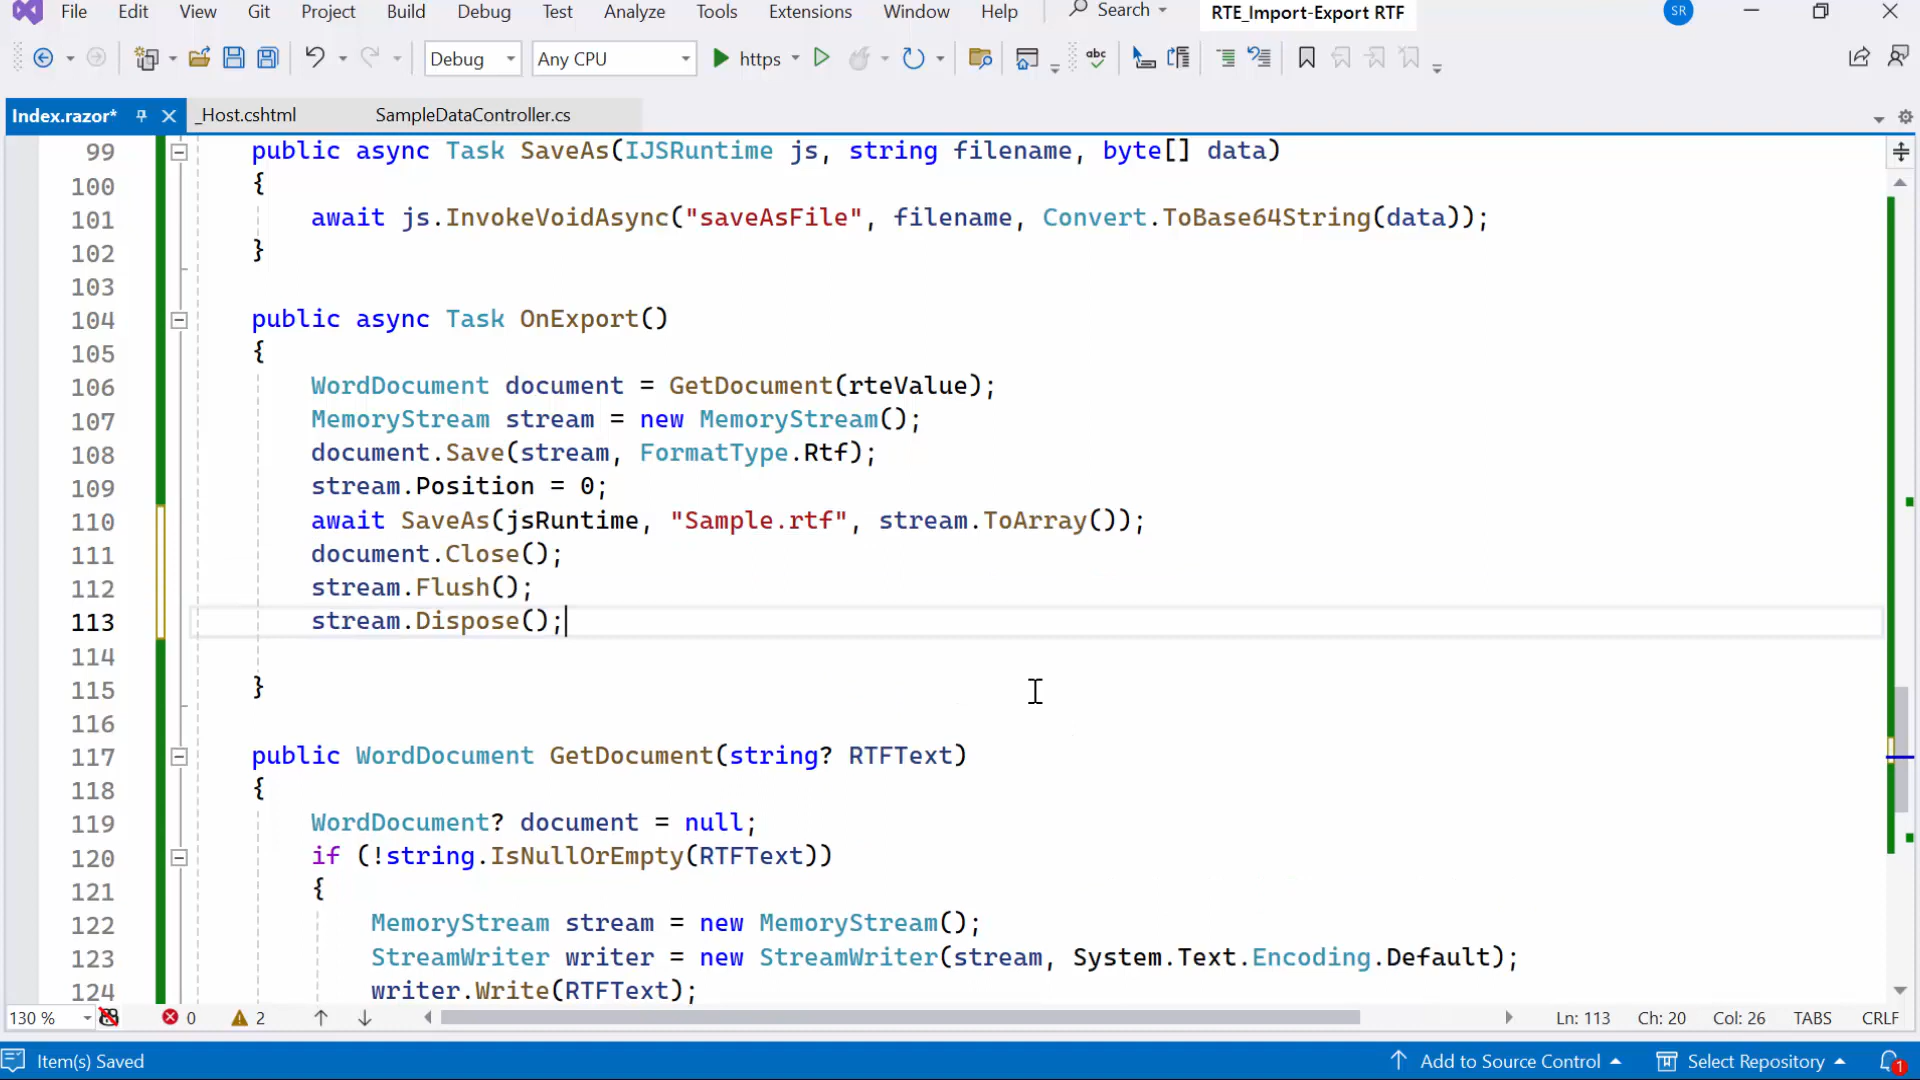 File Edit View Git Project Build Debug Test Analyze Tools Extensions Window Help Search RTE_Import-Export RTF SR
Debug Any CPU https abc
Index.razor* _Host.cshtml SampleDataController.cs
99 public async Task SaveAs(IJSRuntime js, string filename, byte[] data)
100 {
101 await js.InvokeVoidAsync("saveAsFile", filename, Convert.ToBase64String(data));
102 }
103
104 public async Task OnExport()
105 {
106 WordDocument document = GetDocument(rteValue);
107 MemoryStream stream = new MemoryStream();
108 document.Save(stream, FormatType.Rtf);
109 stream.Position = 0;
110 await SaveAs(jsRuntime, "Sample.rtf", stream.ToArray());
111 document.Close();
112 stream.Flush();
113 stream.Dispose();
114
115 }
116
117 public WordDocument GetDocument(string? RTFText)
118 {
119 WordDocument? document = null;
120 if (!string.IsNullOrEmpty(RTFText))
121 {
122 MemoryStream stream = new MemoryStream();
123 StreamWriter writer = new StreamWriter(stream, System.Text.Encoding.Default);
124 writer.Write(RTFText);
130 % 0 2 Ln: 113 Ch: 20 Col: 26 TABS CRLF
Item(s) Saved Add to Source Control Select Repository 1